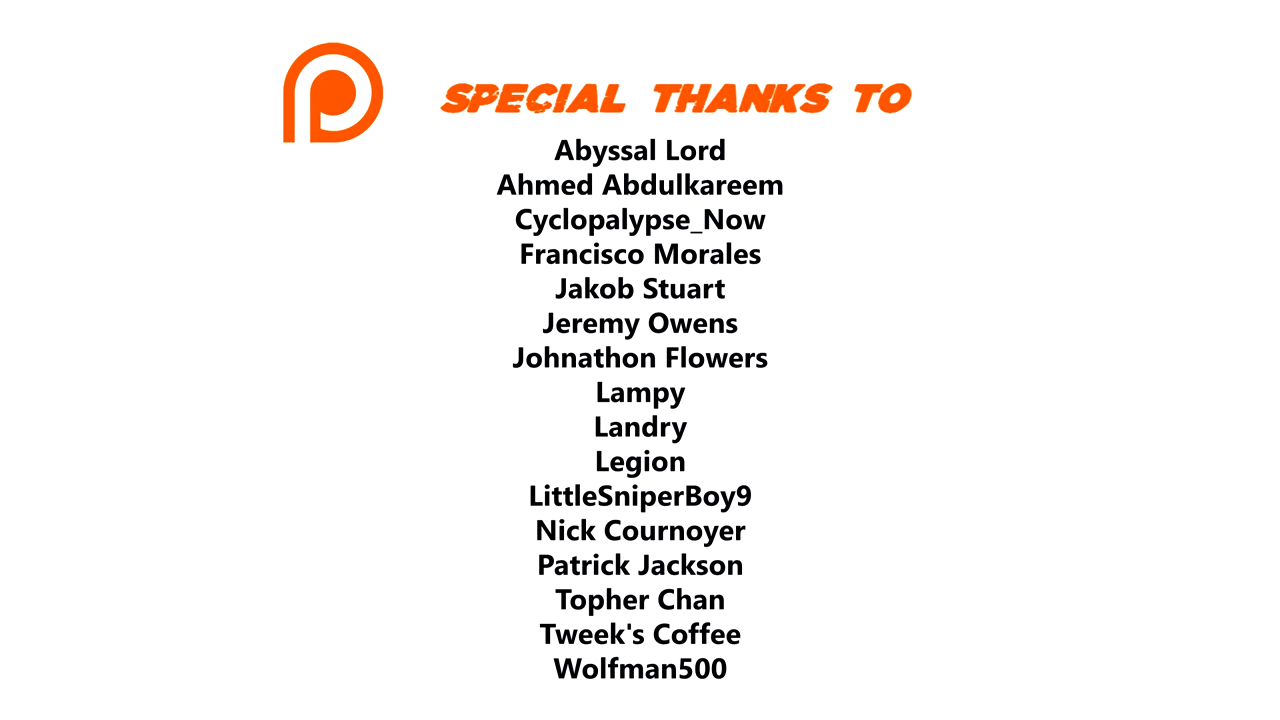 SPECIAL THANKS TO
Abyssal Lord
Ahmed Abdulkareem
Cyclopalypse_Now
Francisco Morales
Jakob Stuart
Jeremy Owens
Johnathon Flowers
Lampy
Landry
Legion
LittleSniperBoy9
Nick Cournoyer
Patrick Jackson
Topher Chan
Tweek's Coffee
Wolfman500